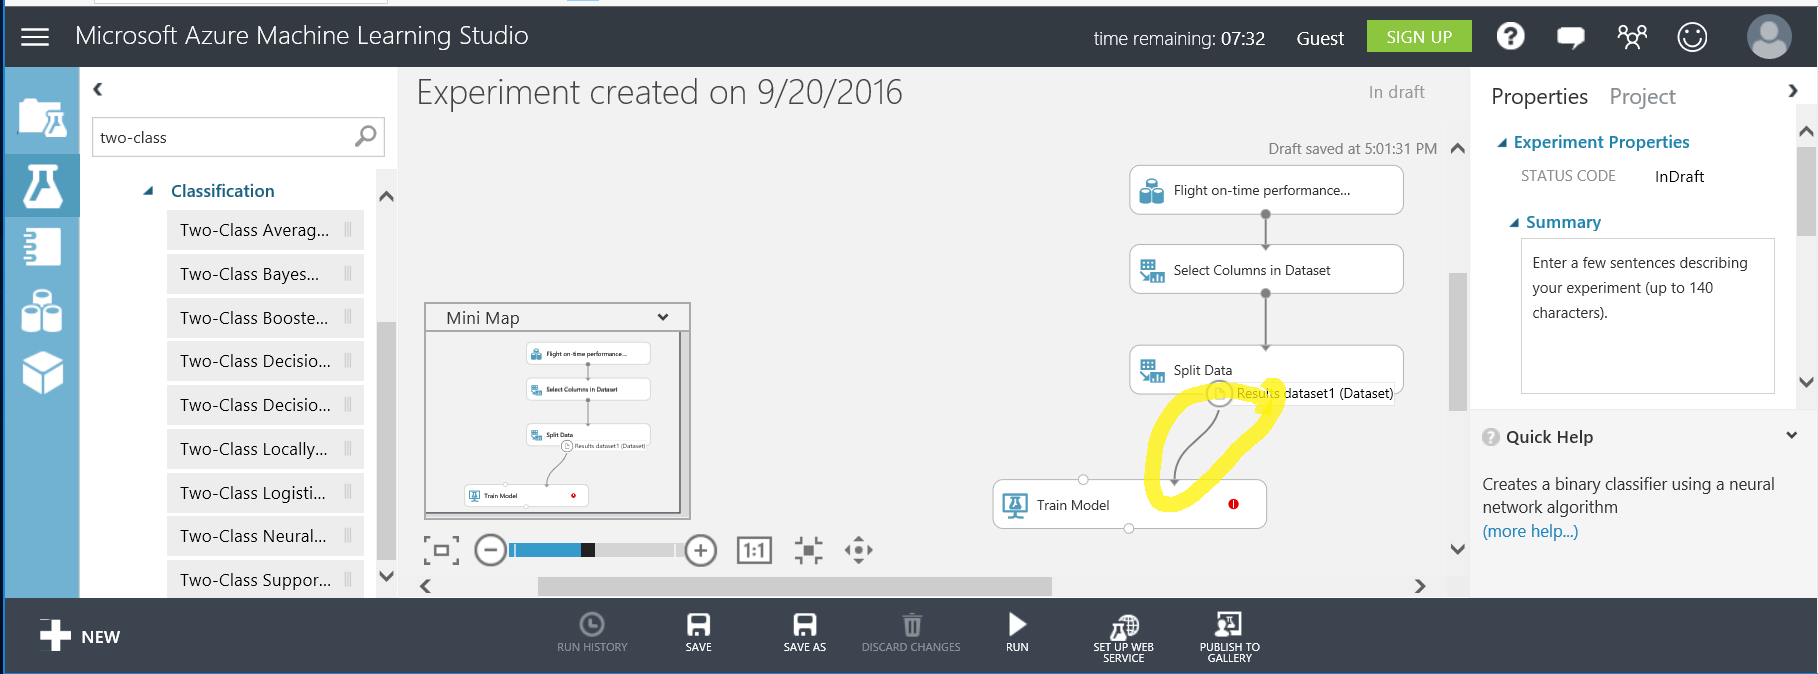 Microsoft Azure Machine Learning Studio
time remaining: 07:32
Guest
SIGN UP
two-class
Classification
Two-Class Averag...
Two-Class Bayes...
Two-Class Booste...
Two-Class Decisio...
Two-Class Decisio...
Two-Class Locally...
Two-Class Logisti...
Two-Class Neural...
Two-Class Suppor...
Experiment created on 9/20/2016
In draft
Draft saved at 5:01:31 PM
Flight on-time performance...
Select Columns in Dataset
Split Data
Results dataset1 (Dataset)
Train Model
Mini Map
Flight on-time performance...
Select Columns in Dataset
Split Data
Results dataset1 (Dataset)
Train Model
1:1
Properties
Project
Experiment Properties
STATUS CODE
InDraft
Summary
Enter a few sentences describing
your experiment (up to 140
characters).
Quick Help
Creates a binary classifier using a neural
network algorithm
(more help...)
NEW
RUN HISTORY
SAVE
SAVE AS
DISCARD CHANGES
RUN
SET UP WEB
SERVICE
PUBLISH TO
GALLERY